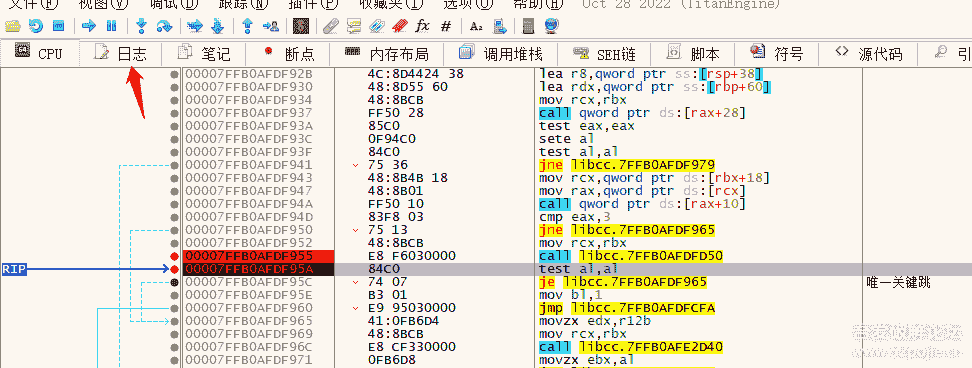 文件(F) 视图(V) 调试(D) 跟踪(N) 插件(P) 收藏夹(I) 选项(O) 帮助(H) Oct 28 2022 (TitanEngine)
CPU 日志 笔记 断点 内存布局 调用堆栈 SEH链 脚本 符号 源代码 引
00007FFB0AFDF92B 4C:8D4424 38 lea r8,qword ptr ss:[rsp+38]
00007FFB0AFDF930 48:8D55 60 lea rdx,qword ptr ss:[rbp+60]
00007FFB0AFDF934 48:8BCB mov rcx,rbx
00007FFB0AFDF937 FF50 28 call qword ptr ds:[rax+28]
00007FFB0AFDF93A 85C0 test eax,eax
00007FFB0AFDF93C 0F94C0 sete al
00007FFB0AFDF93F 84C0 test al,al
00007FFB0AFDF941 75 36 jne libcc.7FFB0AFDF979
00007FFB0AFDF943 48:8B4B 18 mov rcx,qword ptr ds:[rbx+18]
00007FFB0AFDF947 48:8B01 mov rax,qword ptr ds:[rcx]
00007FFB0AFDF94A FF50 10 call qword ptr ds:[rax+10]
00007FFB0AFDF94D 83F8 03 cmp eax,3
00007FFB0AFDF950 75 13 jne libcc.7FFB0AFDF965
00007FFB0AFDF952 48:8BCB mov rcx,rbx
00007FFB0AFDF955 E8 F6030000 call libcc.7FFB0AFDFD50
RIP 00007FFB0AFDF95A 84C0 test al,al
00007FFB0AFDF95C 74 07 je libcc.7FFB0AFDF965 唯一关键跳
00007FFB0AFDF95E B3 01 mov bl,1
00007FFB0AFDF960 E9 95030000 jmp libcc.7FFB0AFDFCFA
00007FFB0AFDF965 41:0FB6D4 movzx edx,r12b
00007FFB0AFDF969 48:8BCB mov rcx,rbx
00007FFB0AFDF96C E8 CF330000 call libcc.7FFB0AFE2D40
00007FFB0AFDF971 0FB6D8 movzx ebx,al